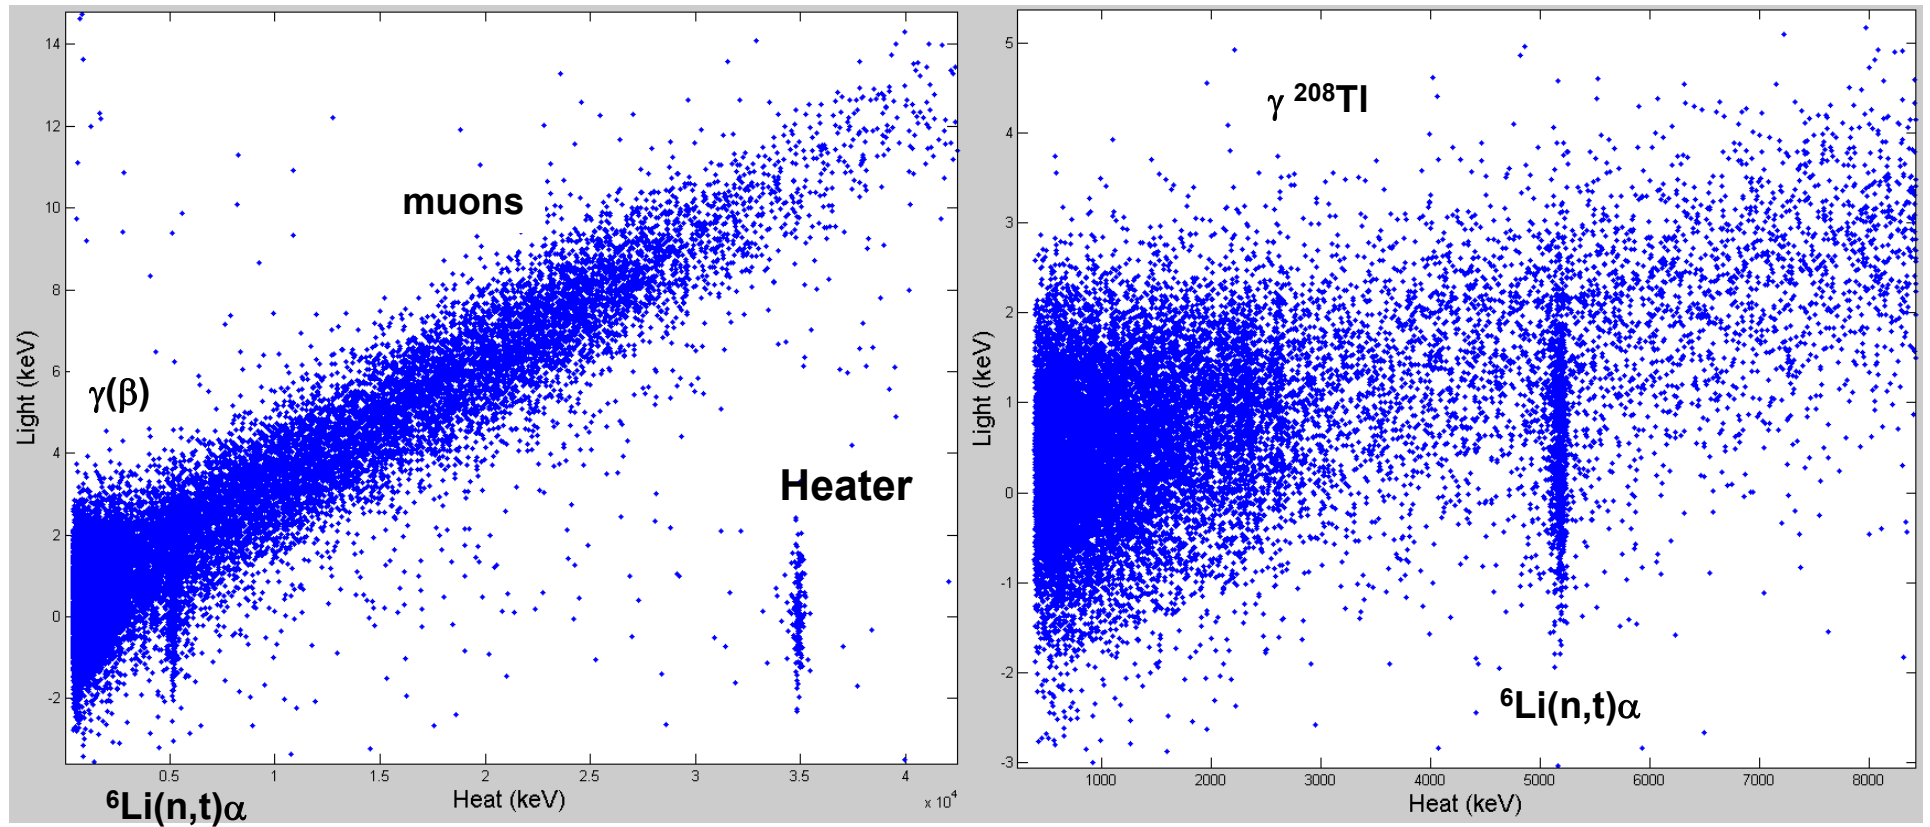 14
12
10
8
6
4
2
0
-2
Light (keV)
muons
γ(β)
Heater
0.5 1 1.5 2 2.5 3 3.5 4
Heat (keV)
x 10⁴
⁶Li(n,t)α
5
4
3
2
1
0
-1
-2
-3
Light (keV)
γ ²⁰⁸Tl
⁶Li(n,t)α
1000 2000 3000 4000 5000 6000 7000 8000
Heat (keV)